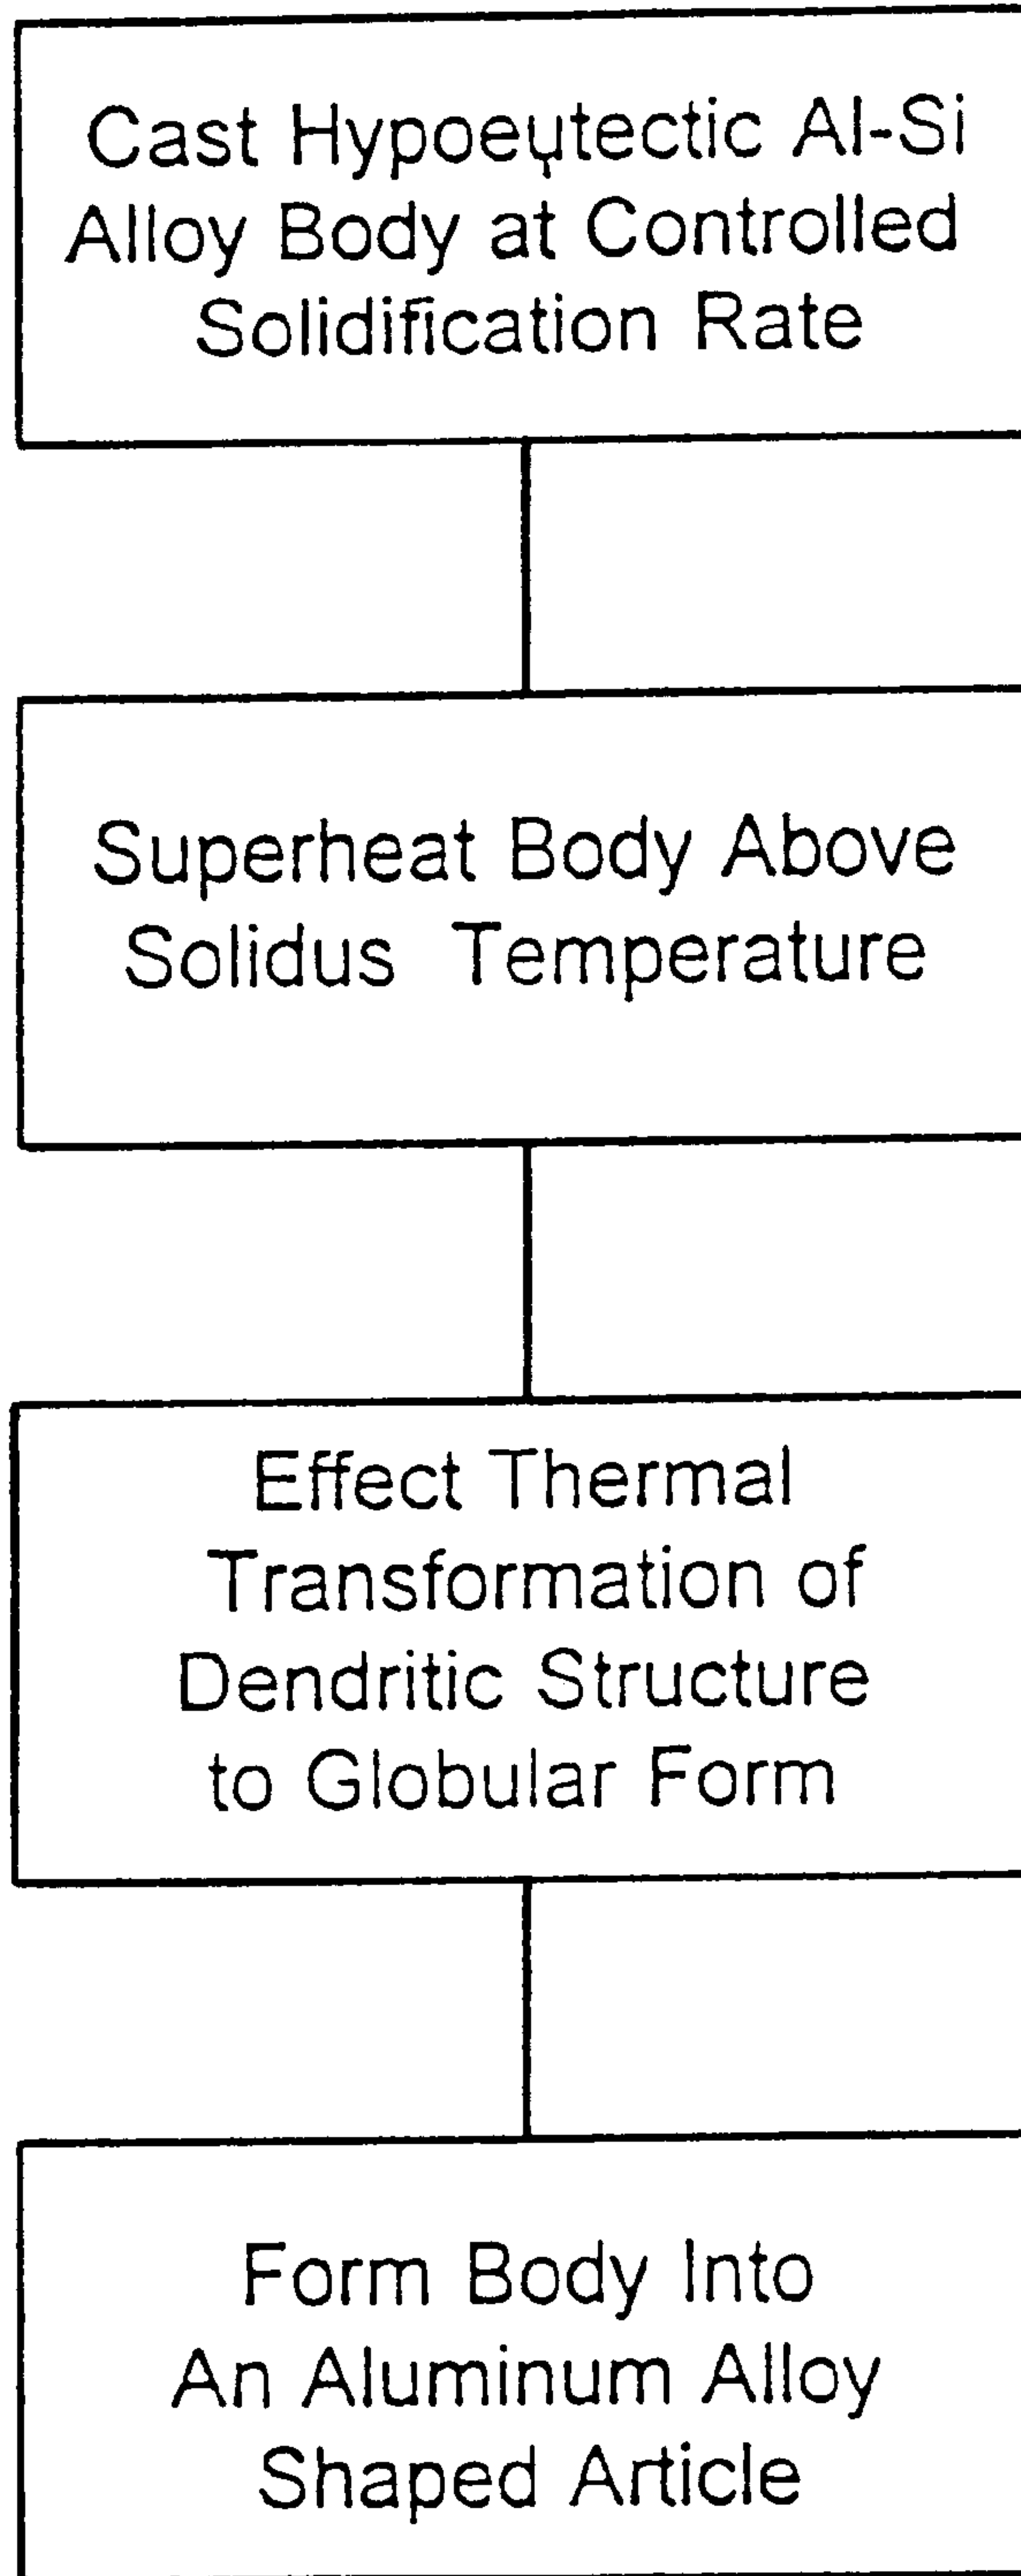 Cast Hypoeutectic Al-Si
Alloy Body at Controlled
Solidification Rate
Superheat Body Above
Solidus Temperature
Effect Thermal
Transformation of
Dendritic Structure
to Globular Form
Form Body Into
An Aluminum Alloy
Shaped Article